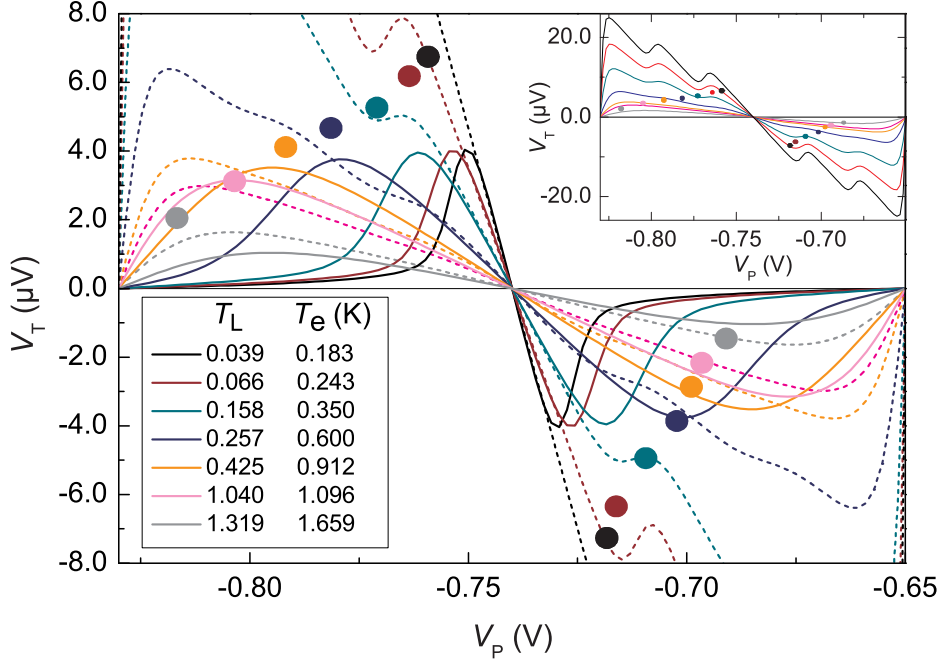 8.0
6.0
4.0
2.0
0.0
-2.0
-4.0
-6.0
-8.0
V_T (µV)
20.0
0.0
-20.0
V_T (µV)
-0.80 -0.75 -0.70
V_P (V)
T_L T_e (K)
0.039 0.183
0.066 0.243
0.158 0.350
0.257 0.600
0.425 0.912
1.040 1.096
1.319 1.659
-0.80 -0.75 -0.70 -0.65
V_P (V)